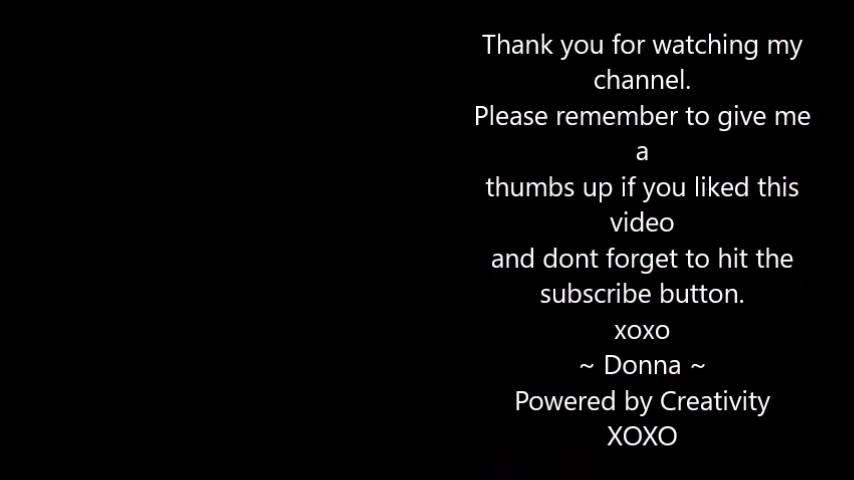 Thank you for watching my
channel.
Please remember to give me
a
thumbs up if you liked this
video
and dont forget to hit the
subscribe button.
xoxo
~ Donna ~
Powered by Creativity
XOXO